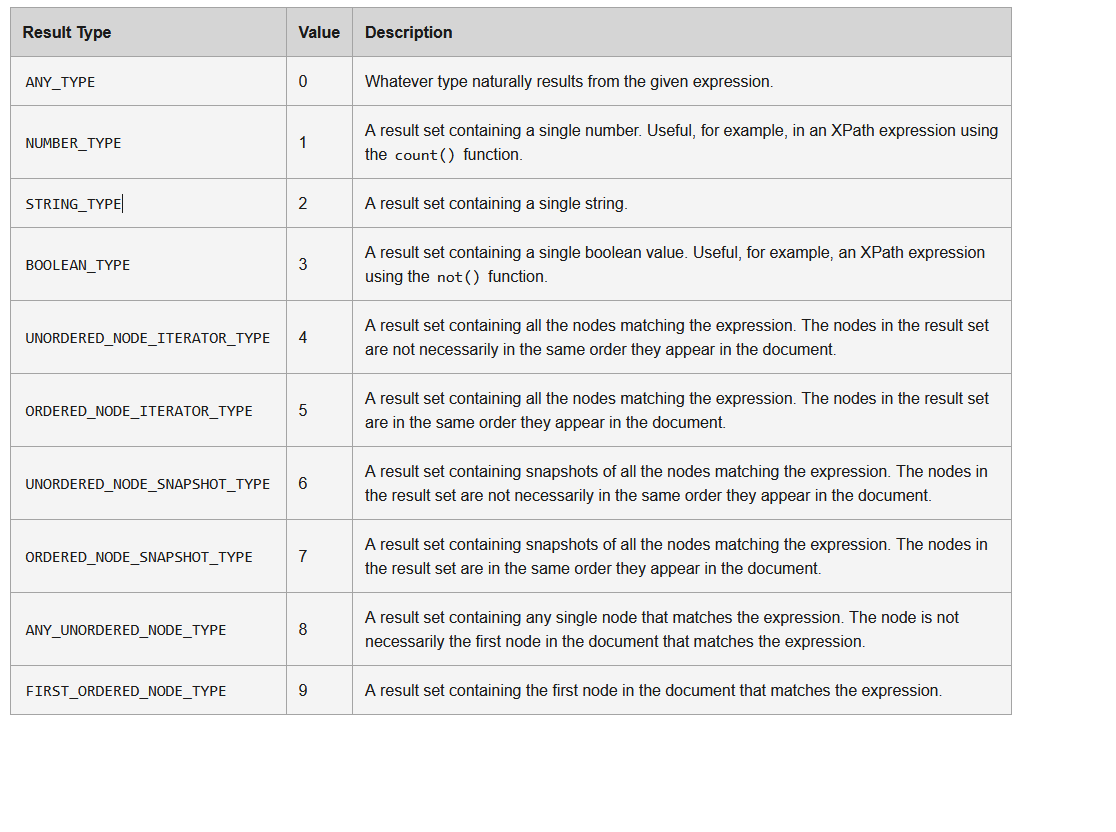 Result Type Value Description
ANY_TYPE 0 Whatever type naturally results from the given expression.
NUMBER_TYPE 1 A result set containing a single number. Useful, for example, in an XPath expression using
the count() function.
STRING_TYPE 2 A result set containing a single string.
BOOLEAN_TYPE 3 A result set containing a single boolean value. Useful, for example, an XPath expression
using the not() function.
UNORDERED_NODE_ITERATOR_TYPE 4 A result set containing all the nodes matching the expression. The nodes in the result set
are not necessarily in the same order they appear in the document.
ORDERED_NODE_ITERATOR_TYPE 5 A result set containing all the nodes matching the expression. The nodes in the result set
are in the same order they appear in the document.
UNORDERED_NODE_SNAPSHOT_TYPE 6 A result set containing snapshots of all the nodes matching the expression. The nodes in
the result set are not necessarily in the same order they appear in the document.
ORDERED_NODE_SNAPSHOT_TYPE 7 A result set containing snapshots of all the nodes matching the expression. The nodes in
the result set are in the same order they appear in the document.
ANY_UNORDERED_NODE_TYPE 8 A result set containing any single node that matches the expression. The node is not
necessarily the first node in the document that matches the expression.
FIRST_ORDERED_NODE_TYPE 9 A result set containing the first node in the document that matches the expression.